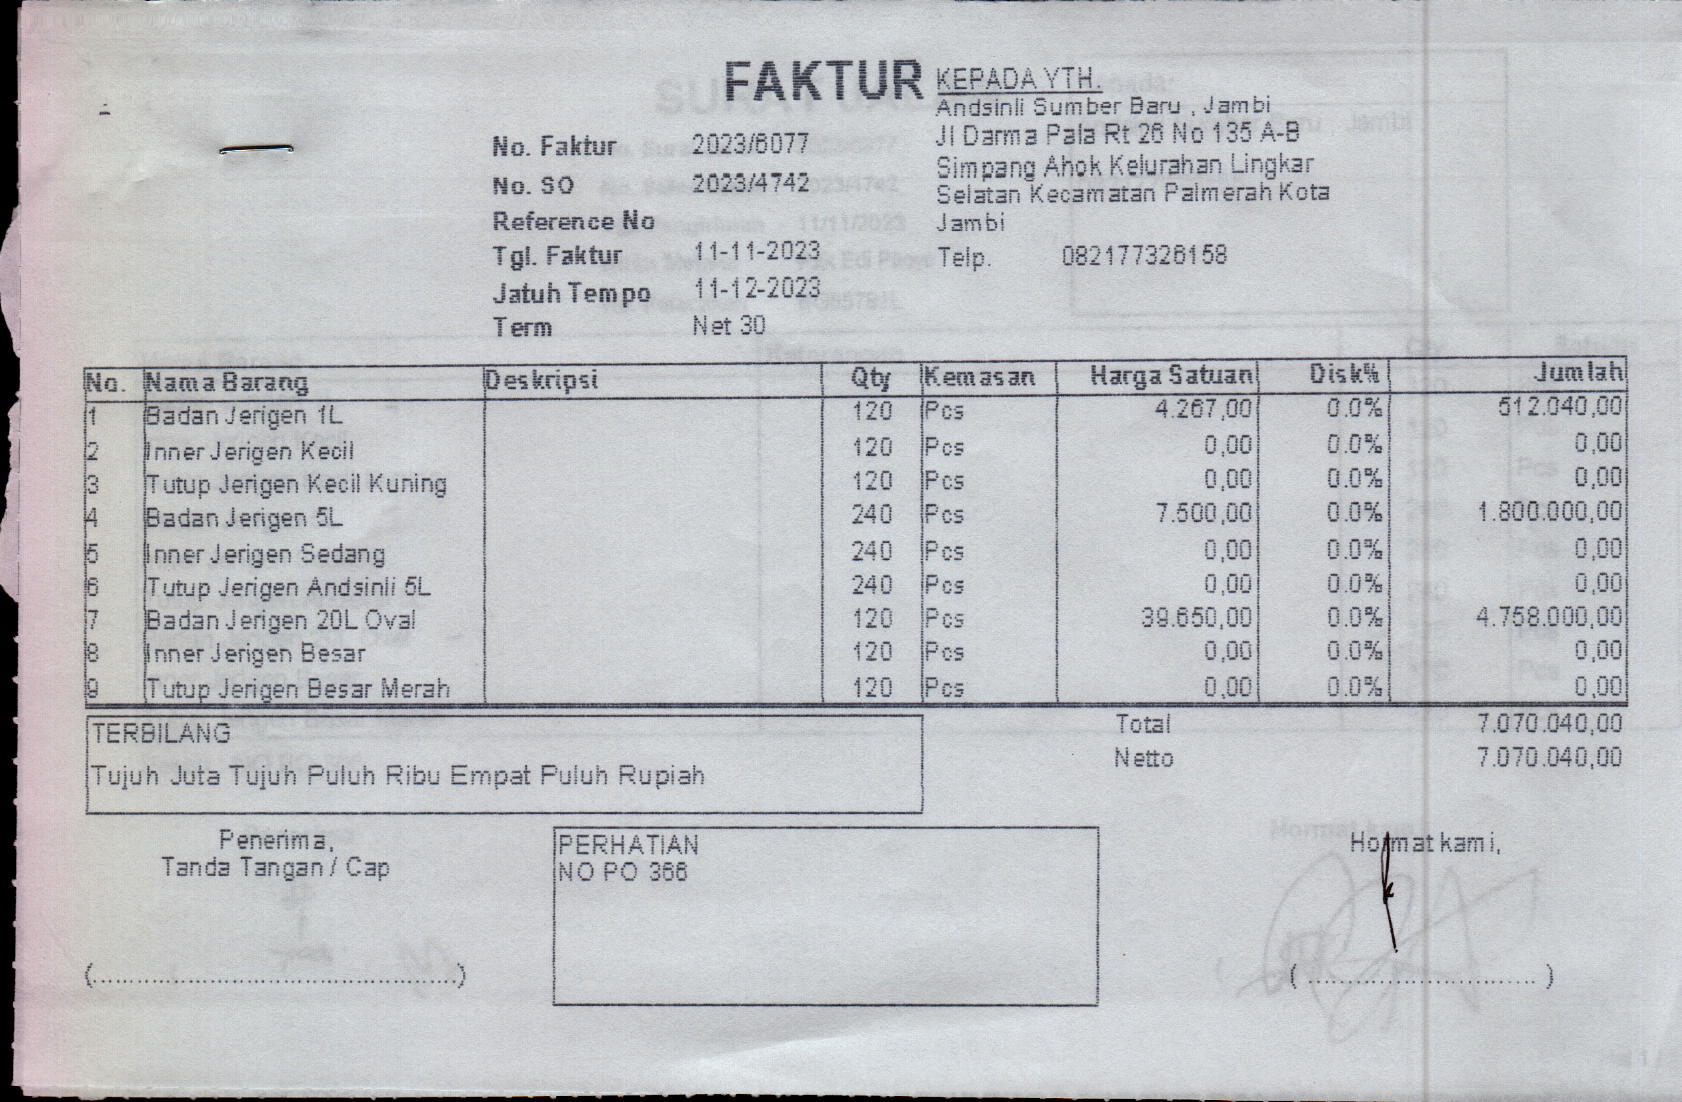 FAKTUR
KEPADA YTH.
Andsinli Sumber Baru , Jambi
Jl Darma Pala Rt 26 No 135 A-B
Simpang Ahok Kelurahan Lingkar
Selatan Kecamatan Palmerah Kota
Jambi
Telp. 082177326158
No. Faktur 2023/6077
No. SO 2023/4742
Reference No
Tgl. Faktur 11-11-2023
Jatuh Tempo 11-12-2023
Term Net 30
No. Nama Barang Deskripsi Qty Kemasan Harga Satuan Disk% Jumlah
1 Badan Jerigen 1L 120 Pcs 4.267,00 0.0% 512.040,00
2 Inner Jerigen Kecil 120 Pcs 0,00 0.0% 0,00
3 Tutup Jerigen Kecil Kuning 120 Pcs 0,00 0.0% 0,00
4 Badan Jerigen 5L 240 Pcs 7.500,00 0.0% 1.800.000,00
5 Inner Jerigen Sedang 240 Pcs 0,00 0.0% 0,00
6 Tutup Jerigen Andsinli 5L 240 Pcs 0,00 0.0% 0,00
7 Badan Jerigen 20L Oval 120 Pcs 39.650,00 0.0% 4.758.000,00
8 Inner Jerigen Besar 120 Pcs 0,00 0.0% 0,00
9 Tutup Jerigen Besar Merah 120 Pcs 0,00 0.0% 0,00
Total 7.070.040,00
Netto 7.070.040,00
TERBILANG
Tujuh Juta Tujuh Puluh Ribu Empat Puluh Rupiah
Penerima,
Tanda Tangan / Cap
PERHATIAN
NO PO 366
Hormat kami,